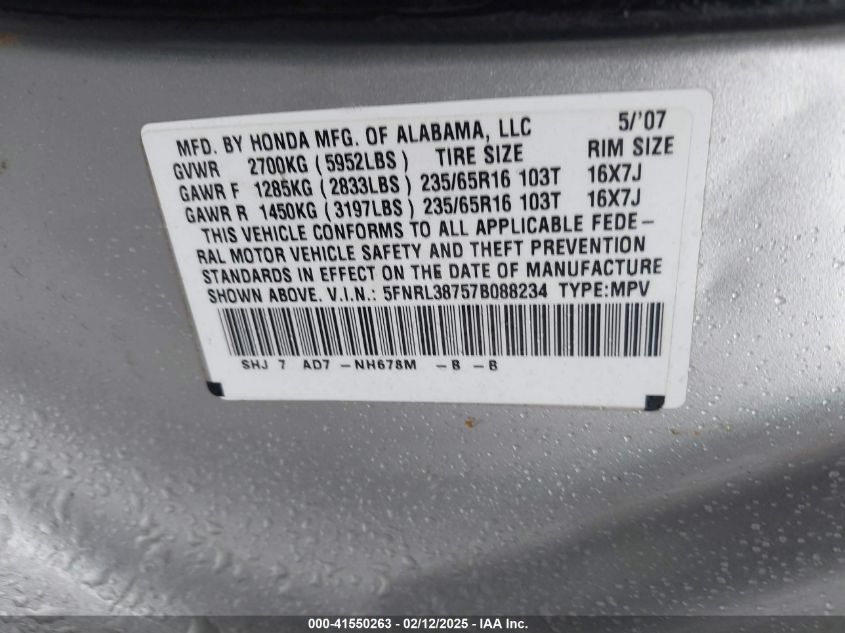 MFD. BY HONDA MFG. OF ALABAMA, LLC 5/'07
GVWR 2700KG (5952LBS) TIRE SIZE RIM SIZE
GAWR F 1285KG (2833LBS) 235/65R16 103T 16X7J
GAWR R 1450KG (3197LBS) 235/65R16 103T 16X7J
THIS VEHICLE CONFORMS TO ALL APPLICABLE FEDE-
RAL MOTOR VEHICLE SAFETY AND THEFT PREVENTION
STANDARDS IN EFFECT ON THE DATE OF MANUFACTURE
SHOWN ABOVE. V.I.N.: 5FNRL38757B088234 TYPE:MPV
SHJ 7 AD7 -NH678M -B -B
000-41550263 - 02/12/2025 - IAA Inc.